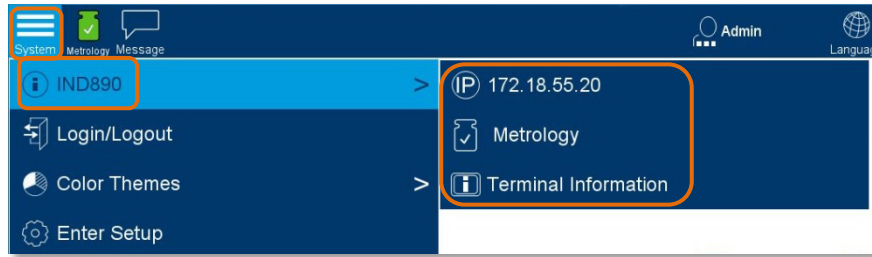 System Metrology Message Admin Languag
IND890 > IP 172.18.55.20
Login/Logout Metrology
Color Themes > Terminal Information
Enter Setup